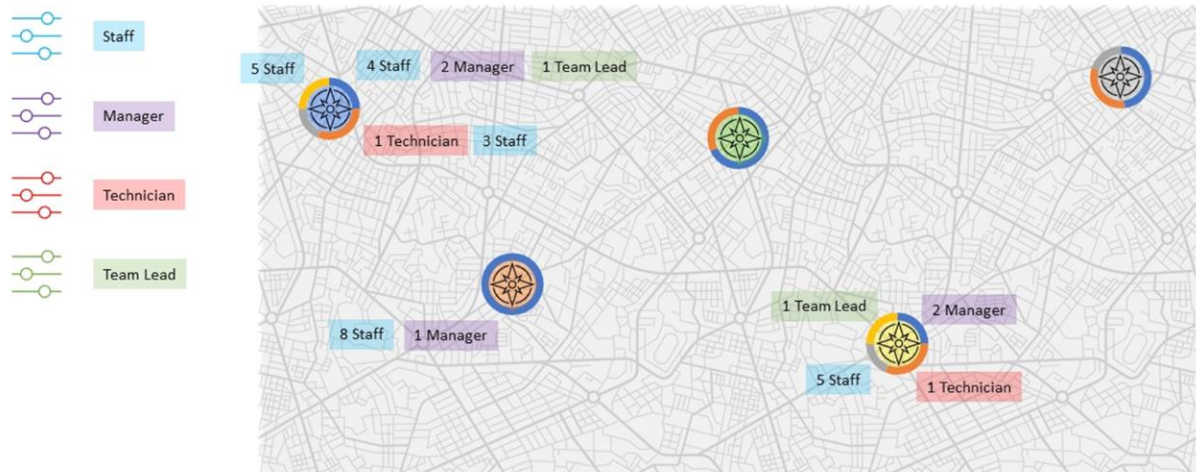 Staff
Manager
Technician
Team Lead
5 Staff
4 Staff 2 Manager 1 Team Lead
1 Technician 3 Staff
8 Staff 1 Manager
1 Team Lead 2 Manager
5 Staff 1 Technician